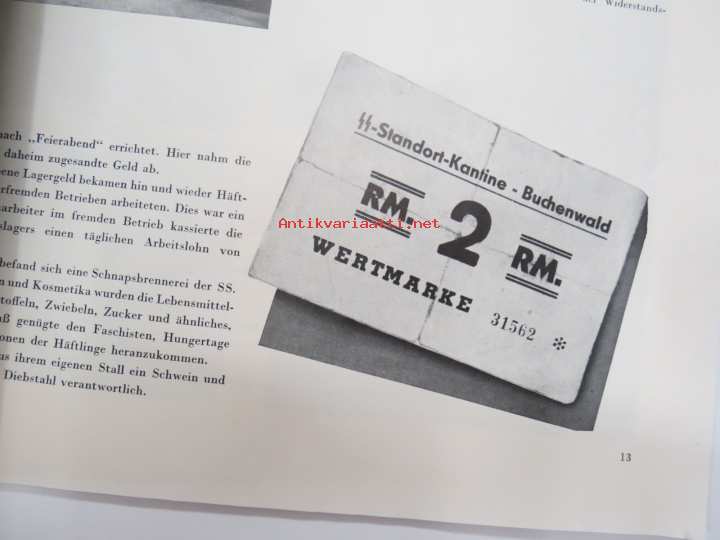 Widerstands-
nach „Feierabend“ errichtet. Hier nahm die
daheim zugesandte Geld ab.
ene Lagergeld bekamen hin und wieder Häft-
rfremden Betrieben arbeiteten. Dies war ein
arbeiter im fremden Betrieb kassierte die
slagers einen täglichen Arbeitslohn von
befand sich eine Schnapsbrennerei der SS.
n und Kosmetika wurden die Lebensmittel-
toffeln, Zwiebeln, Zucker und ähnliches,
ß genügte den Faschisten, Hungertage
onen der Häftlinge heranzukommen.
us ihrem eigenen Stall ein Schwein und
Diebstahl verantwortlich.
SS-Standort-Kantine - Buchenwald
RM. 2 RM.
WERTMARKE
31562 *
Antikvariaatti.net
13